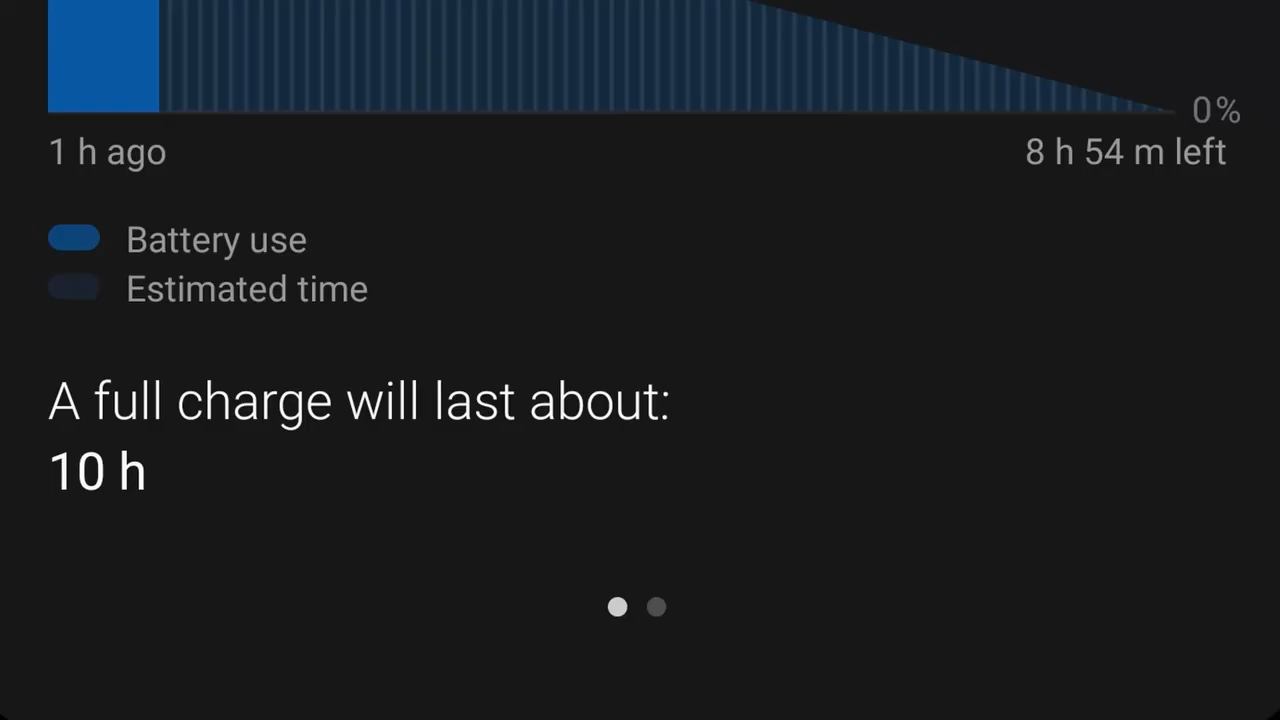 0%
1 h ago
8 h 54 m left
Battery use
Estimated time
A full charge will last about:
10 h